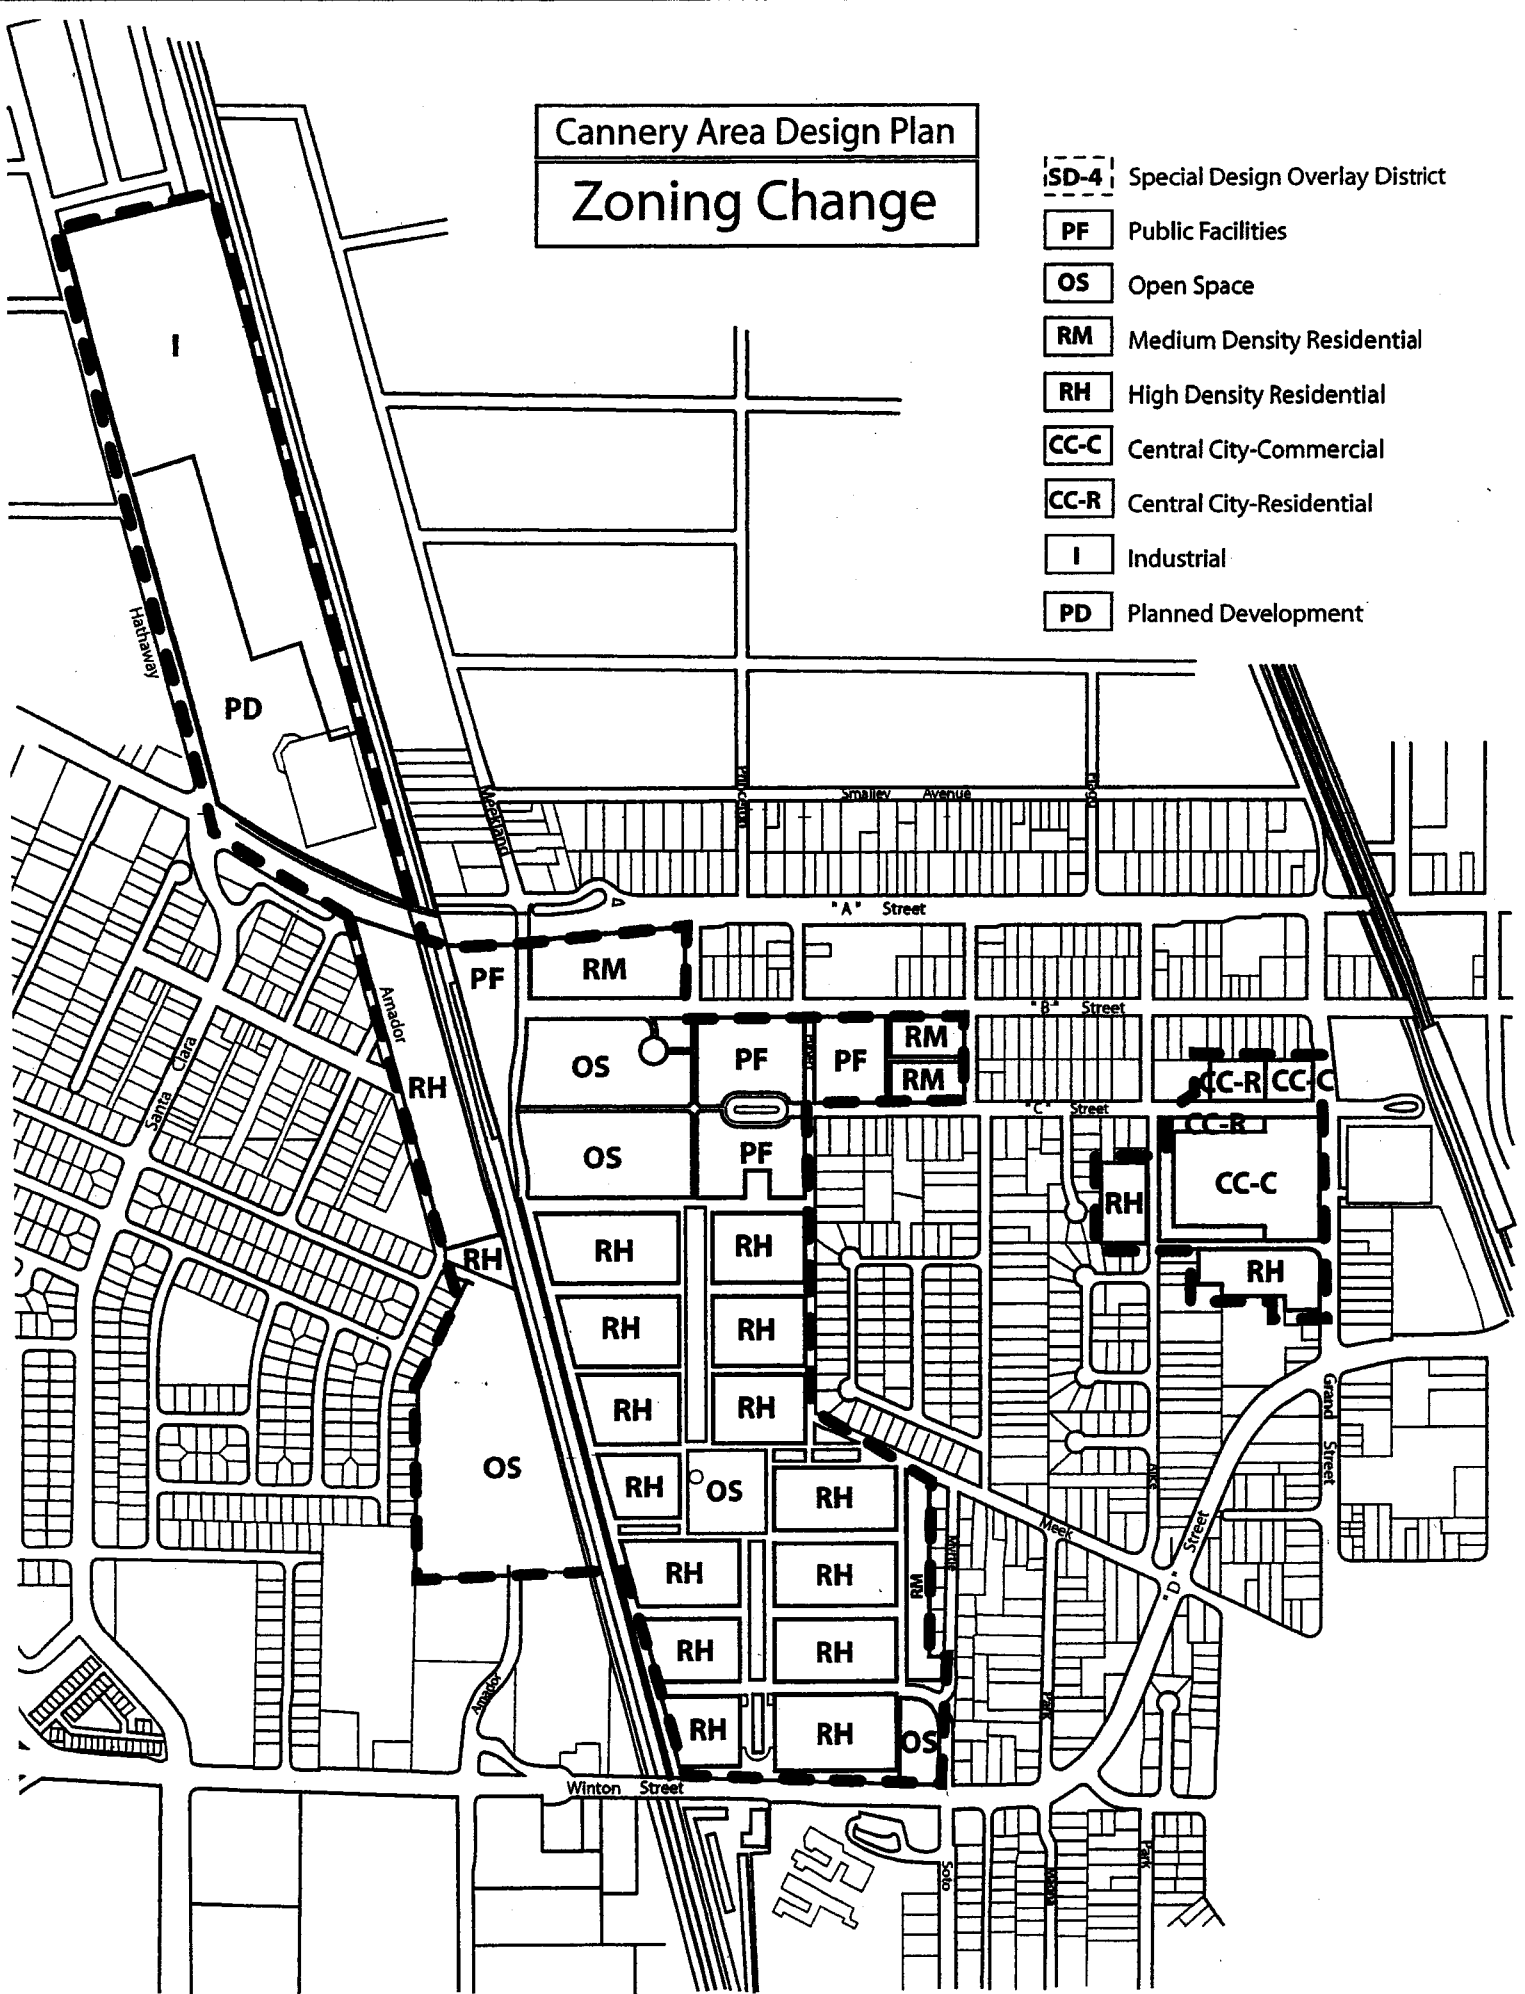 Cannery Area Design Plan
Zoning Change
SD-4 Special Design Overlay District
PF Public Facilities
OS Open Space
RM Medium Density Residential
RH High Density Residential
CC-C Central City-Commercial
CC-R Central City-Residential
I Industrial
PD Planned Development
I
Hathaway
PD
Meekland
Smalley Avenue
"A" Street
PF
RM
Amador
"B" Street
Santa Clara
OS
PF
PF
RM
RM
RH
CC-R
CC-C
"C" Street
CC-R
OS
PF
CC-C
RH
RH
RH
RH
RH
RH
RH
Grand Street
RH
RH
OS
RH
OS
RH
Meek
Street
"D"
Myrtle
RM
RH
RH
RH
RH
Amador
Park
RH
RH
OS
Winton Street
Soto
Park